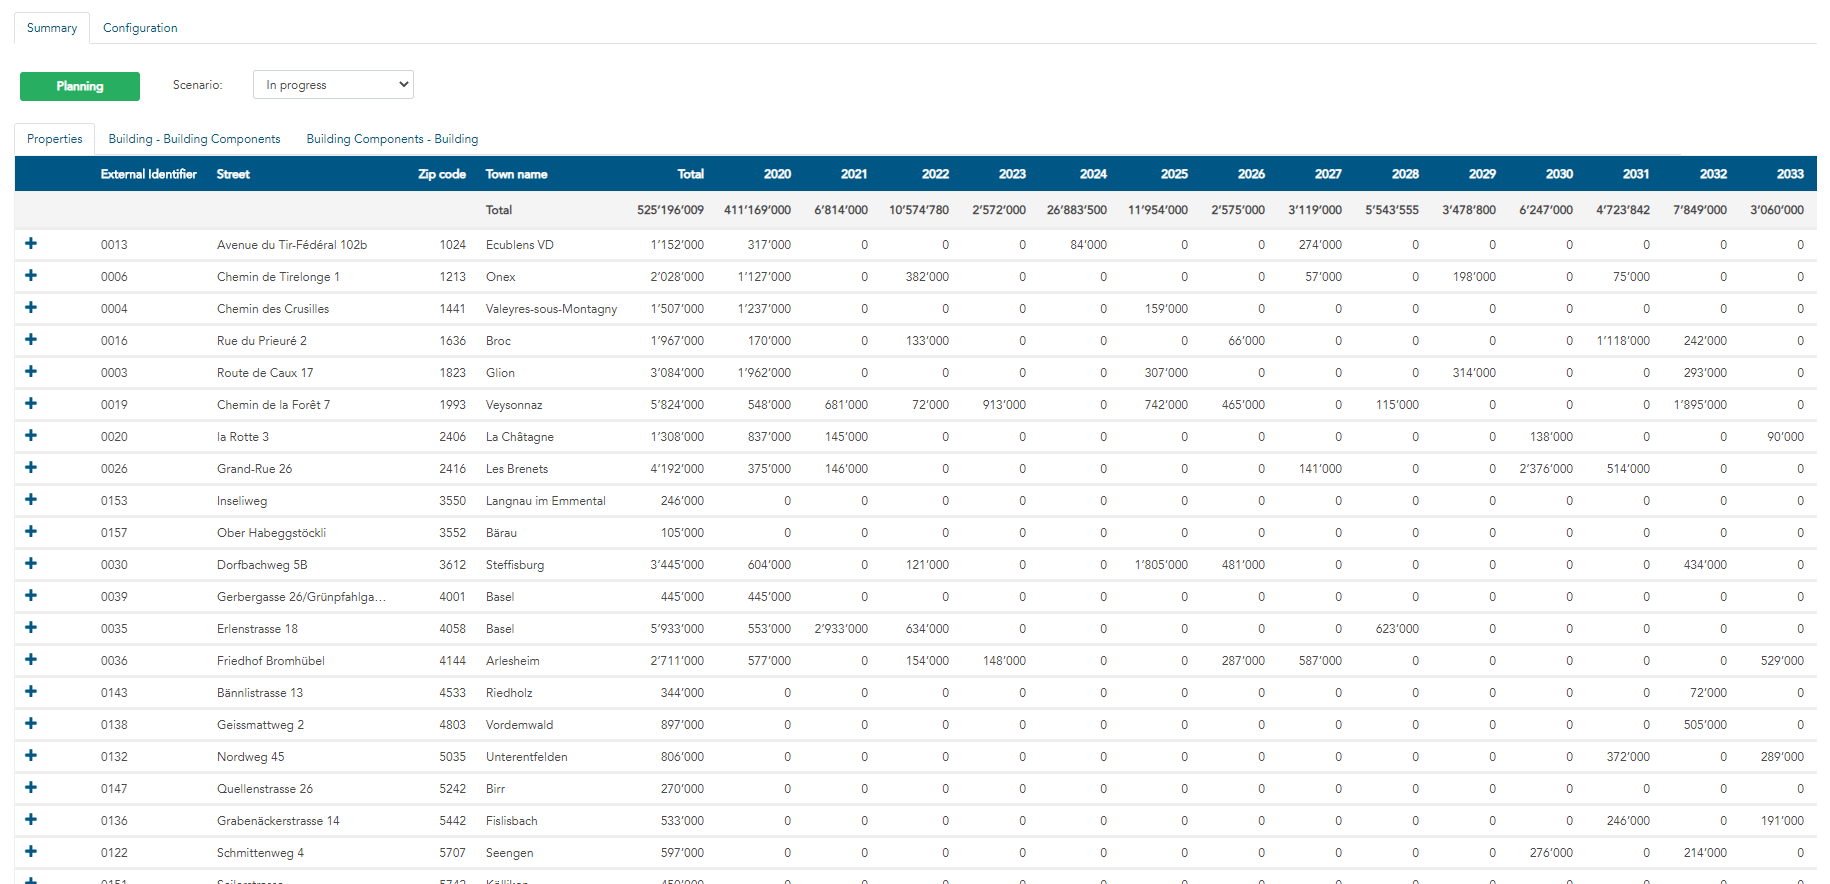 Summary Configuration
Planning Scenario: In progress
Properties Building - Building Components Building Components - Building
External Identifier Street Zip code Town name Total 2020 2021 2022 2023 2024 2025 2026 2027 2028 2029 2030 2031 2032 2033
Total 525’196’009 411’169’000 6’814’000 10’574’780 2’572’000 26’883’500 11’954’000 2’575’000 3’119’000 5’543’555 3’478’800 6’247’000 4’723’842 7’849’000 3’060’000
0013 Avenue du Tir-Fédéral 102b 1024 Ecublens VD 1’152’000 317’000 0 0 0 84’000 0 0 274’000 0 0 0 0 0 0
0006 Chemin de Tirelonge 1 1213 Onex 2’028’000 1’127’000 0 382’000 0 0 0 0 57’000 0 198’000 0 75’000 0 0
0004 Chemin des Crusilles 1441 Valeyres-sous-Montagny 1’507’000 1’237’000 0 0 0 0 159’000 0 0 0 0 0 0 0 0
0016 Rue du Prieuré 2 1636 Broc 1’967’000 170’000 0 133’000 0 0 0 66’000 0 0 0 0 1’118’000 242’000 0
0003 Route de Caux 17 1823 Glion 3’084’000 1’962’000 0 0 0 0 307’000 0 0 0 314’000 0 0 293’000 0
0019 Chemin de la Forêt 7 1993 Veysonnaz 5’824’000 548’000 681’000 72’000 913’000 0 742’000 465’000 0 115’000 0 0 0 1’895’000 0
0020 la Rotte 3 2406 La Châtagne 1’308’000 837’000 145’000 0 0 0 0 0 0 0 0 138’000 0 0 90’000
0026 Grand-Rue 26 2416 Les Brenets 4’192’000 375’000 146’000 0 0 0 0 0 141’000 0 0 2’376’000 514’000 0 0
0153 Inseliweg 3550 Langnau im Emmental 246’000 0 0 0 0 0 0 0 0 0 0 0 0 0 0
0157 Ober Habeggstöckli 3552 Bärau 105’000 0 0 0 0 0 0 0 0 0 0 0 0 0 0
0030 Dorfbachweg 5B 3612 Steffisburg 3’445’000 604’000 0 121’000 0 0 1’805’000 481’000 0 0 0 0 0 434’000 0
0039 Gerbergasse 26/Grünpfahlga... 4001 Basel 445’000 445’000 0 0 0 0 0 0 0 0 0 0 0 0 0
0035 Erlenstrasse 18 4058 Basel 5’933’000 553’000 2’933’000 634’000 0 0 0 0 0 623’000 0 0 0 0 0
0036 Friedhof Bromhübel 4144 Arlesheim 2’711’000 577’000 0 154’000 148’000 0 0 287’000 587’000 0 0 0 0 0 529’000
0143 Bännlistrasse 13 4533 Riedholz 344’000 0 0 0 0 0 0 0 0 0 0 0 0 72’000 0
0138 Geissmattweg 2 4803 Vordemwald 897’000 0 0 0 0 0 0 0 0 0 0 0 0 505’000 0
0132 Nordweg 45 5035 Unterentfelden 806’000 0 0 0 0 0 0 0 0 0 0 0 372’000 0 289’000
0147 Quellenstrasse 26 5242 Birr 270’000 0 0 0 0 0 0 0 0 0 0 0 0 0 0
0136 Grabenäckerstrasse 14 5442 Fislisbach 533’000 0 0 0 0 0 0 0 0 0 0 0 246’000 0 191’000
0122 Schmittenweg 4 5707 Seengen 597’000 0 0 0 0 0 0 0 0 0 0 276’000 0 214’000 0